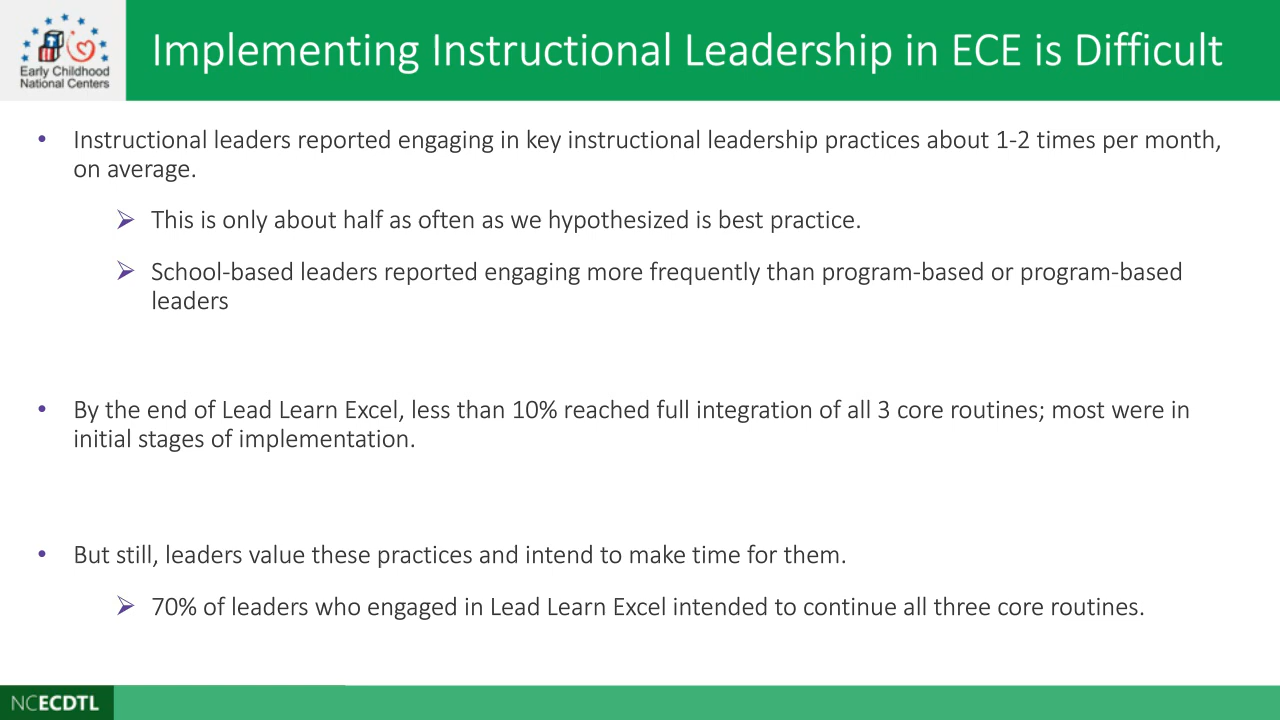 Early Childhood
National Centers
Implementing Instructional Leadership in ECE is Difficult
• Instructional leaders reported engaging in key instructional leadership practices about 1-2 times per month,
on average.
➢ This is only about half as often as we hypothesized is best practice.
➢ School-based leaders reported engaging more frequently than program-based or program-based
leaders
• By the end of Lead Learn Excel, less than 10% reached full integration of all 3 core routines; most were in
initial stages of implementation.
• But still, leaders value these practices and intend to make time for them.
➢ 70% of leaders who engaged in Lead Learn Excel intended to continue all three core routines.
NCECDTL